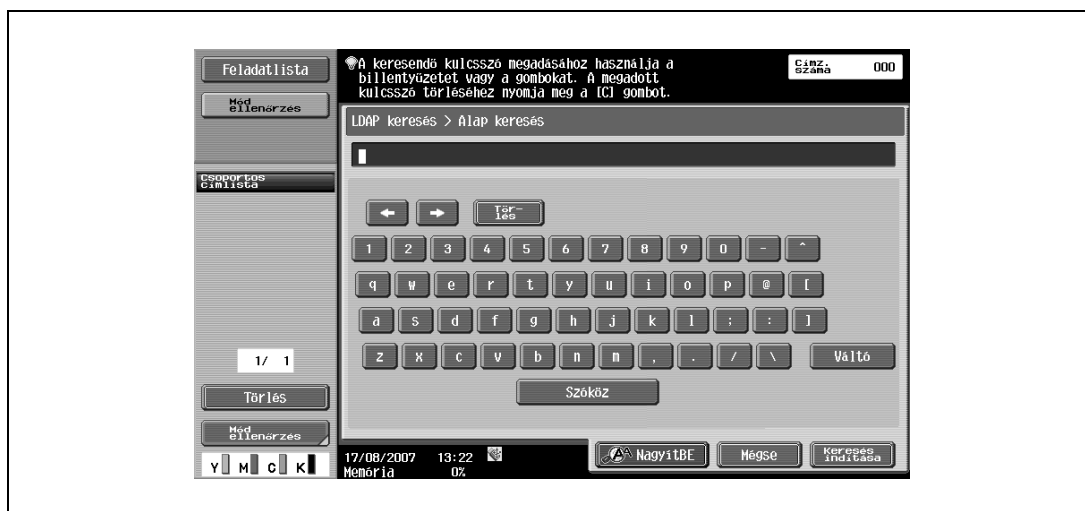 Feladatlista
Mód ellenőrzés
A keresendő kulcsszó megadásához használja a
billentyűzetet vagy a gombokat. A megadott
kulcsszó törléséhez nyomja meg a [C] gombot.
Címz. száma 000
LDAP keresés > Alap keresés
Csoportos
címlista
← → Tör-
lés
1 2 3 4 5 6 7 8 9 0 - ^
q w e r t y u i o p @ [
a s d f g h j k l ; : ]
z x c v b n m , . / \ Váltó
Szóköz
1/ 1
Törlés
Mód
ellenőrzés
Y M C K
17/08/2007 13:22
Memória 0%
NagyítBE
Mégse
Keresés
indítása